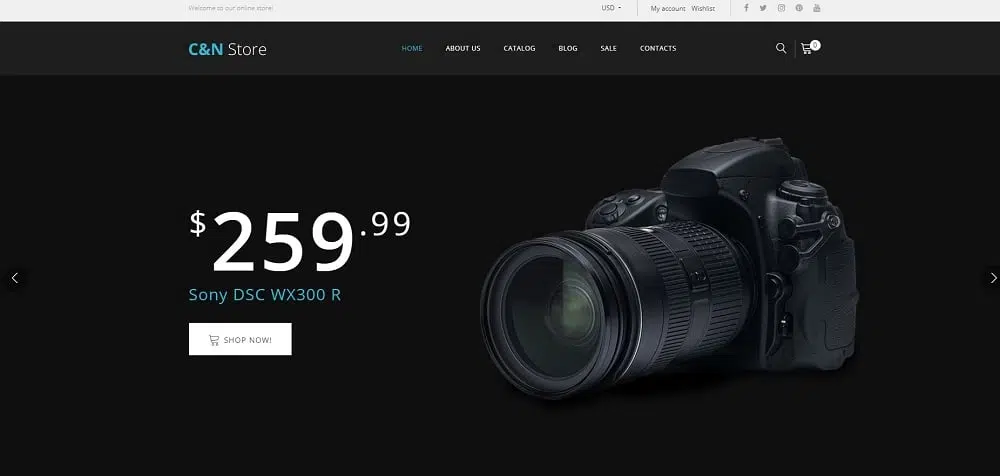 Welcome to our online store!
USD
My account Wishlist
C&N Store
HOME ABOUT US CATALOG BLOG SALE CONTACTS
0
$259.99
Sony DSC WX300 R
SHOP NOW!